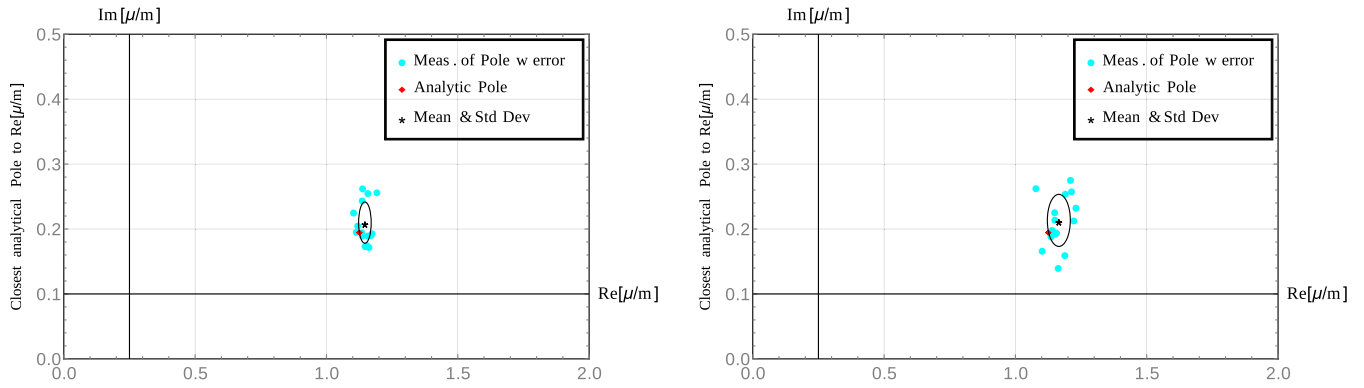 Im[μ/m]
Closest analytical Pole to Re[μ/m]
0.5
0.4
0.3
0.2
0.1
0.0
Meas. of Pole w error
Analytic Pole
Mean & Std Dev
Re[μ/m]
0.0 0.5 1.0 1.5 2.0
Im[μ/m]
Closest analytical Pole to Re[μ/m]
0.5
0.4
0.3
0.2
0.1
0.0
Meas. of Pole w error
Analytic Pole
Mean & Std Dev
Re[μ/m]
0.0 0.5 1.0 1.5 2.0